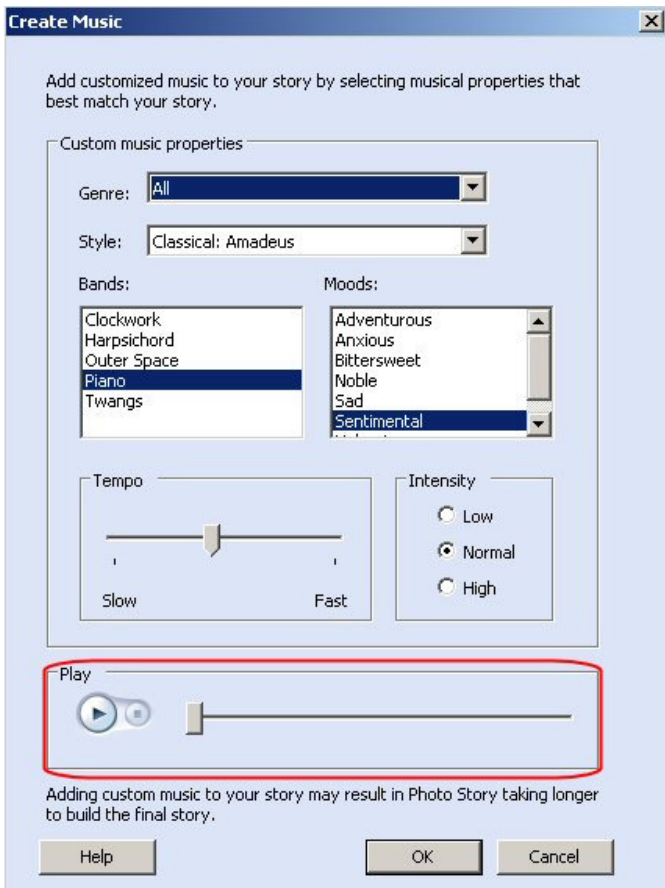 Create Music
Add customized music to your story by selecting musical properties that
best match your story.
Custom music properties
Genre: All
Style: Classical: Amadeus
Bands:
Moods:
Clockwork
Harpsichord
Outer Space
Piano
Twangs
Adventurous
Anxious
Bittersweet
Noble
Sad
Sentimental
Tempo
Slow
Fast
Intensity
Low
Normal
High
Play
Adding custom music to your story may result in Photo Story taking longer
to build the final story.
Help
OK
Cancel